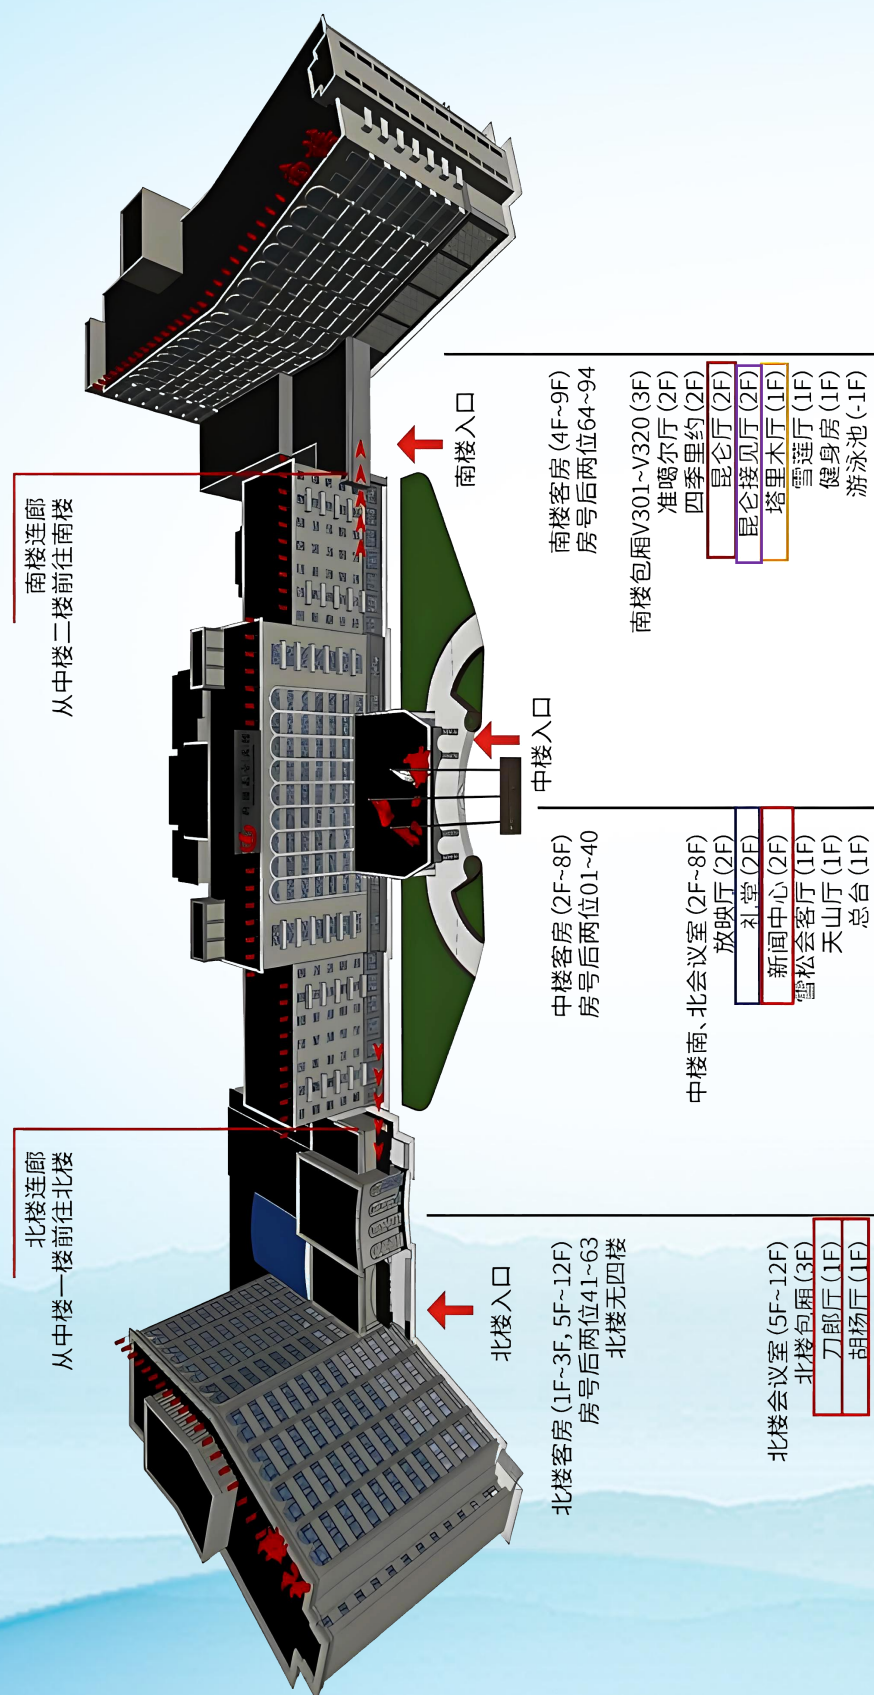 北楼连廊
从中楼一楼前往北楼
南楼连廊
从中楼二楼前往南楼
北楼入口
中楼入口
南楼入口
北楼客房 (1F~3F, 5F~12F)
房号后两位41~63
北楼无四楼
北楼会议室 (5F~12F)
北楼包厢 (3F)
刀郎厅 (1F)
胡杨厅 (1F)
中楼客房 (2F~8F)
房号后两位01~40
中楼南、北会议室 (2F~8F)
放映厅 (2F)
礼堂 (2F)
新闻中心 (2F)
雪松会客厅 (1F)
天山厅 (1F)
总台 (1F)
南楼客房 (4F~9F)
房号后两位64~94
南楼包厢V301~V320 (3F)
准噶尔厅 (2F)
四季里约 (2F)
昆仑厅 (2F)
昆仑接见厅 (2F)
塔里木厅 (1F)
雪莲厅 (1F)
健身房 (1F)
游泳池 (-1F)